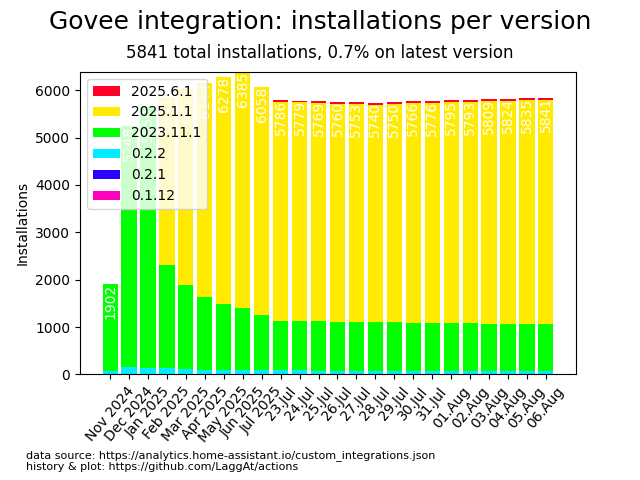 Govee integration: installations per version
5841 total installations, 0.7% on latest version
Installations
6000
5000
4000
3000
2000
1000
0
2025.6.1
2025.1.1
2023.11.1
0.2.2
0.2.1
0.1.12
1902
6278
6385
6058
5786
5779
5769
5760
5753
5740
5750
5766
5776
5795
5793
5809
5824
5835
5841
Nov 2024
Dec 2024
Jan 2025
Feb 2025
Mar 2025
Apr 2025
May 2025
Jun 2025
Jul 2025
23.Jul
24.Jul
25.Jul
26.Jul
27.Jul
28.Jul
29.Jul
30.Jul
31.Jul
01.Aug
02.Aug
03.Aug
04.Aug
05.Aug
06.Aug
data source: https://analytics.home-assistant.io/custom_integrations.json
history & plot: https://github.com/LaggAt/actions